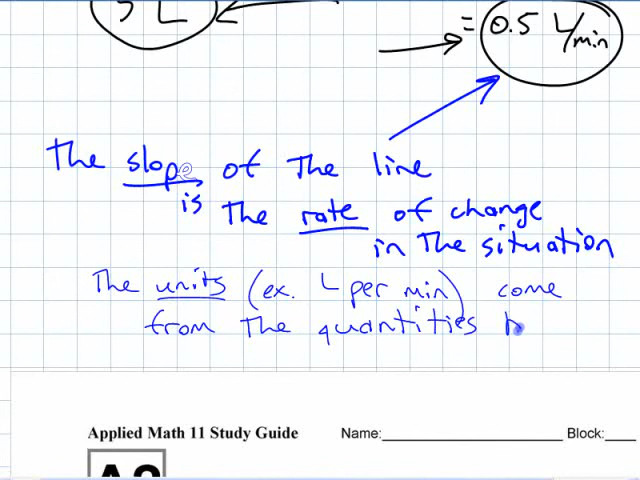 5 L
= 0.5 L/min
The slope of The line
is The rate of change
in The situation
The units (ex. L per min) come
from The quantities b
Applied Math 11 Study Guide Name: Block: